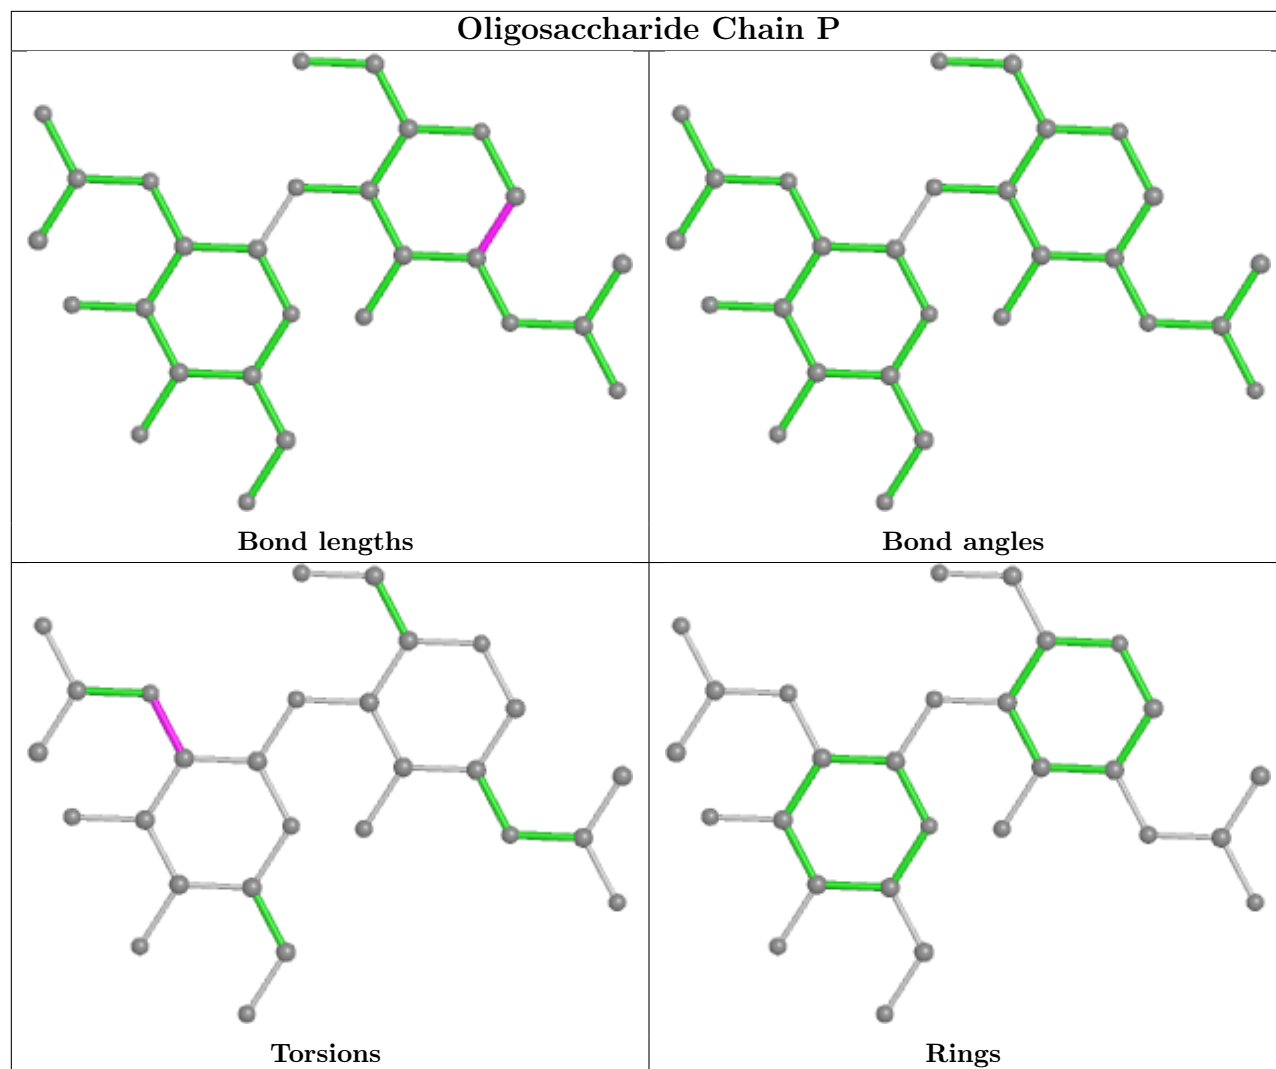 Oligosaccharide Chain P
Bond lengths
Bond angles
Torsions
Rings